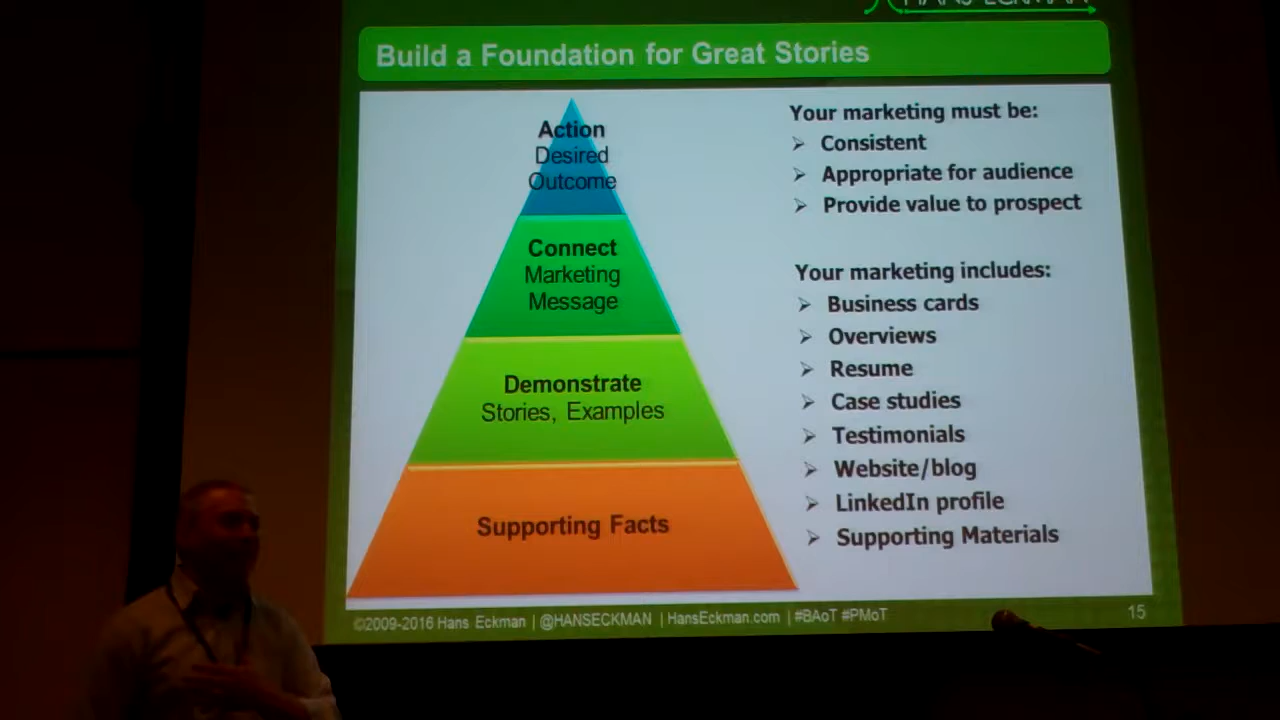 HANS ECKMAN
Build a Foundation for Great Stories
Action
Desired
Outcome
Connect
Marketing
Message
Demonstrate
Stories, Examples
Supporting Facts
Your marketing must be:
Consistent
Appropriate for audience
Provide value to prospect
Your marketing includes:
Business cards
Overviews
Resume
Case studies
Testimonials
Website/blog
LinkedIn profile
Supporting Materials
©2009-2016 Hans Eckman | @HANSECKMAN | HansEckman.com | #BAoT #PMoT
15